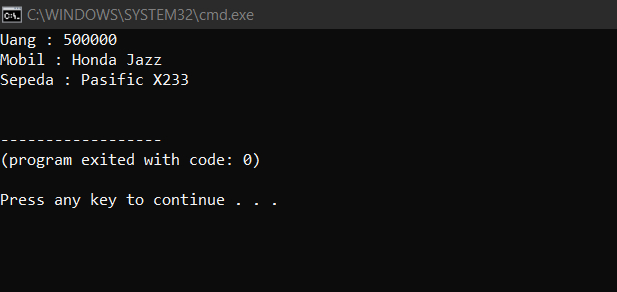 C:\WINDOWS\SYSTEM32\cmd.exe
Uang : 500000
Mobil : Honda Jazz
Sepeda : Pasific X233
------------------
(program exited with code: 0)
Press any key to continue . . .